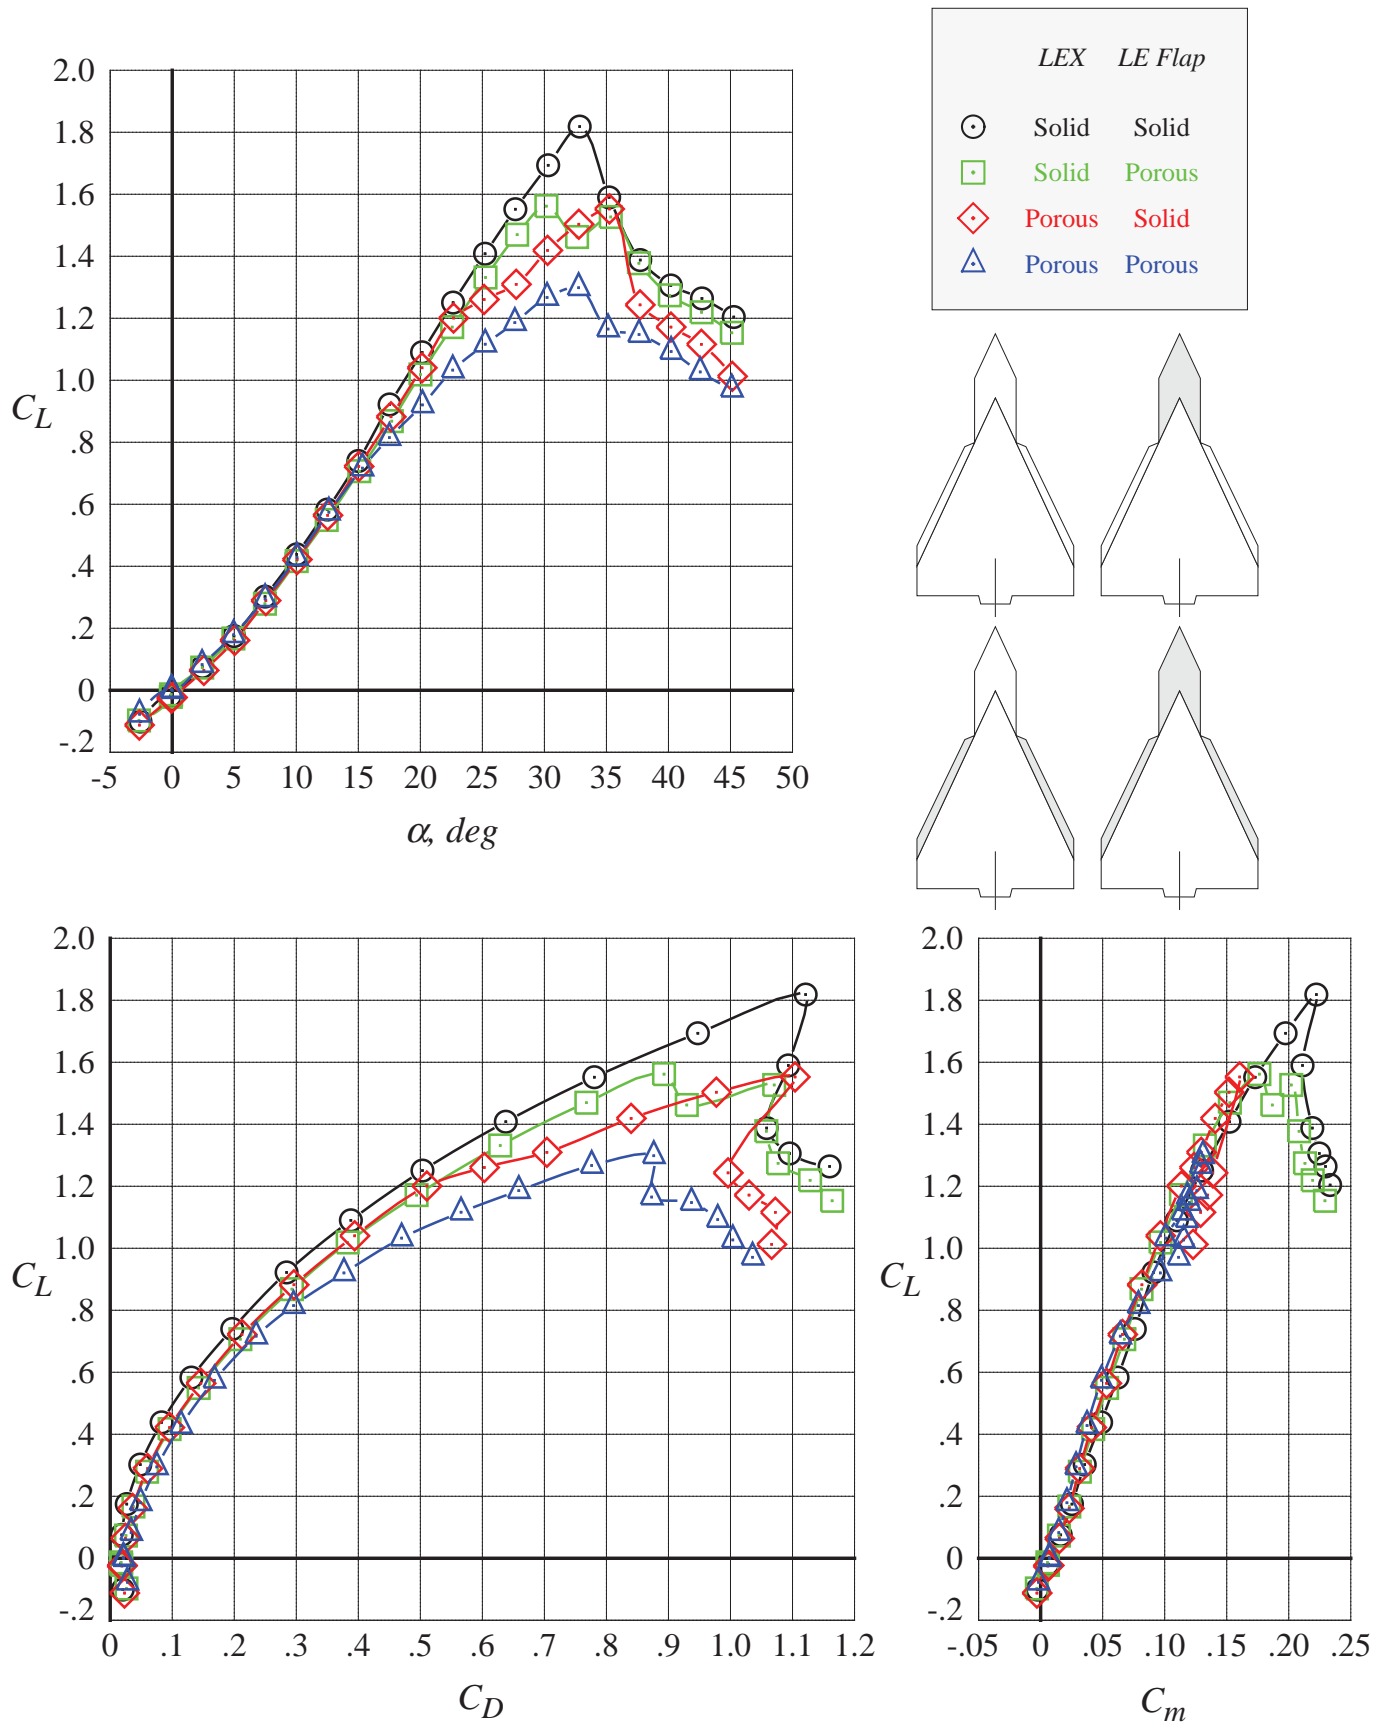 LEX LE Flap
Solid Solid
Solid Porous
Porous Solid
Porous Porous
2.0
1.8
1.6
1.4
1.2
1.0
.8
.6
.4
.2
0
-.2
C_L
-5 0 5 10 15 20 25 30 35 40 45 50
α, deg
2.0
1.8
1.6
1.4
1.2
1.0
.8
.6
.4
.2
0
-.2
C_L
0 .1 .2 .3 .4 .5 .6 .7 .8 .9 1.0 1.1 1.2
C_D
2.0
1.8
1.6
1.4
1.2
1.0
.8
.6
.4
.2
0
-.2
C_L
-.05 0 .05 .10 .15 .20 .25
C_m